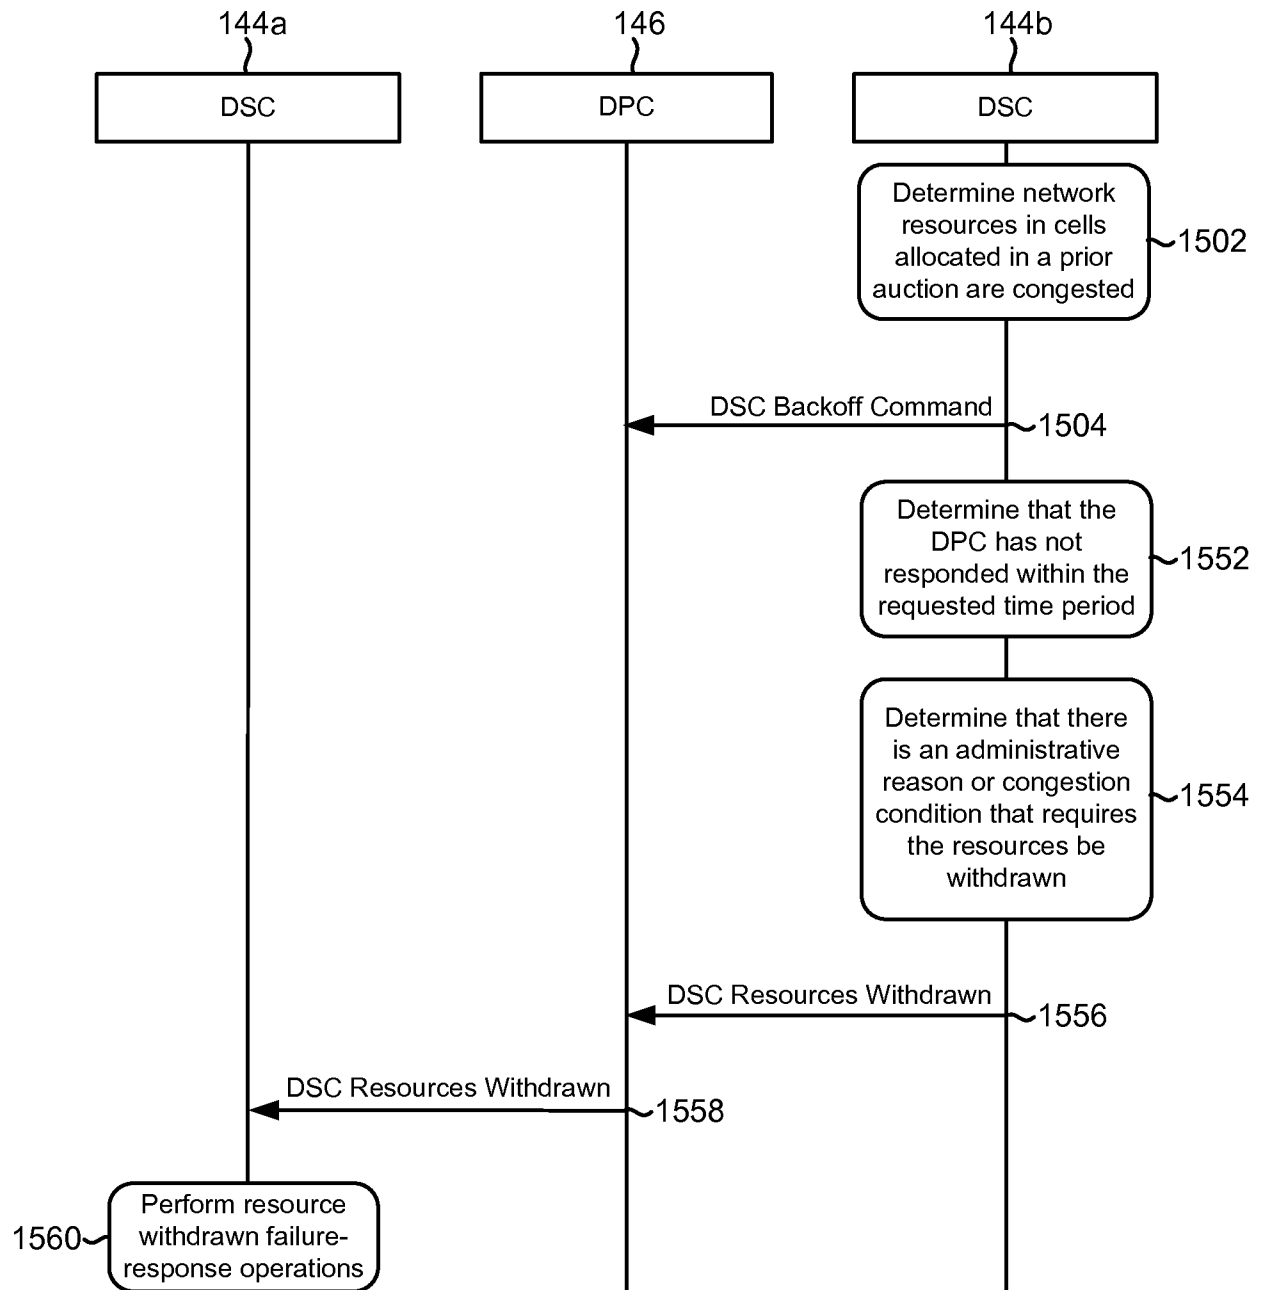 144a
146
144b
DSC
DPC
DSC
Determine network
resources in cells
allocated in a prior
auction are congested
1502
DSC Backoff Command
1504
Determine that the
DPC has not
responded within the
requested time period
1552
Determine that there
is an administrative
reason or congestion
condition that requires
the resources be
withdrawn
1554
DSC Resources Withdrawn
1556
DSC Resources Withdrawn
1558
Perform resource
withdrawn failure-
response operations
1560